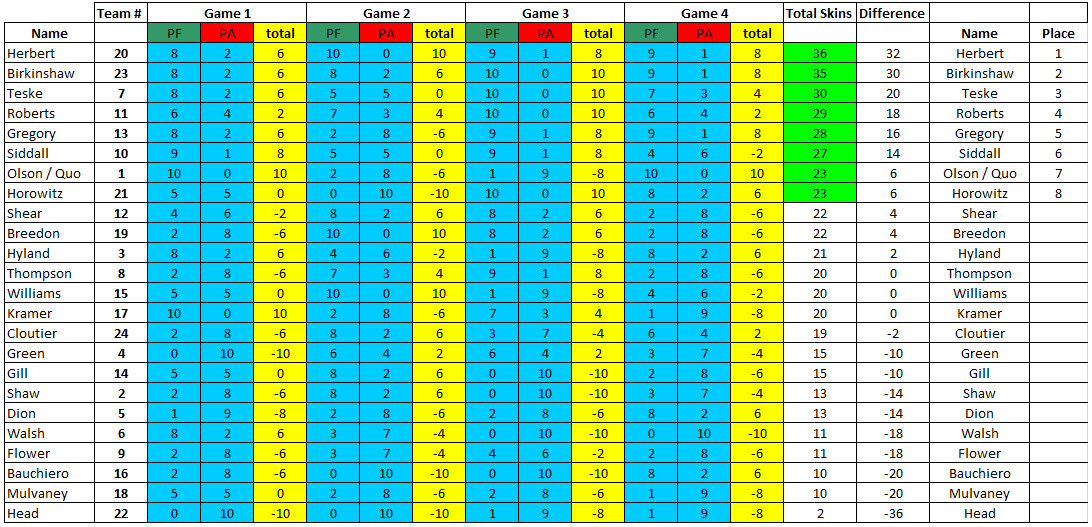 Team # Game 1 Game 2 Game 3 Game 4 Total Skins Difference
Name PF PA total PF PA total PF PA total PF PA total Name Place
Herbert 20 8 2 6 10 0 10 9 1 8 9 1 8 36 32 Herbert 1
Birkinshaw 23 8 2 6 8 2 6 10 0 10 9 1 8 35 30 Birkinshaw 2
Teske 7 8 2 6 5 5 0 10 0 10 7 3 4 30 20 Teske 3
Roberts 11 6 4 2 7 3 4 10 0 10 6 4 2 29 18 Roberts 4
Gregory 13 8 2 6 2 8 -6 9 1 8 9 1 8 28 16 Gregory 5
Siddall 10 9 1 8 5 5 0 9 1 8 4 6 -2 27 14 Siddall 6
Olson / Quo 1 10 0 10 2 8 -6 1 9 -8 10 0 10 23 6 Olson / Quo 7
Horowitz 21 5 5 0 0 10 -10 10 0 10 8 2 6 23 6 Horowitz 8
Shear 12 4 6 -2 8 2 6 8 2 6 2 8 -6 22 4 Shear
Breedon 19 2 8 -6 10 0 10 8 2 6 2 8 -6 22 4 Breedon
Hyland 3 8 2 6 4 6 -2 1 9 -8 8 2 6 21 2 Hyland
Thompson 8 2 8 -6 7 3 4 9 1 8 2 8 -6 20 0 Thompson
Williams 15 5 5 0 10 0 10 1 9 -8 4 6 -2 20 0 Williams
Kramer 17 10 0 10 2 8 -6 7 3 4 1 9 -8 20 0 Kramer
Cloutier 24 2 8 -6 8 2 6 3 7 -4 6 4 2 19 -2 Cloutier
Green 4 0 10 -10 6 4 2 6 4 2 3 7 -4 15 -10 Green
Gill 14 5 5 0 8 2 6 0 10 -10 2 8 -6 15 -10 Gill
Shaw 2 2 8 -6 8 2 6 0 10 -10 3 7 -4 13 -14 Shaw
Dion 5 1 9 -8 2 8 -6 2 8 -6 8 2 6 13 -14 Dion
Walsh 6 8 2 6 3 7 -4 0 10 -10 0 10 -10 11 -18 Walsh
Flower 9 2 8 -6 3 7 -4 4 6 -2 2 8 -6 11 -18 Flower
Bauchiero 16 2 8 -6 0 10 -10 0 10 -10 8 2 6 10 -20 Bauchiero
Mulvaney 18 5 5 0 2 8 -6 2 8 -6 1 9 -8 10 -20 Mulvaney
Head 22 0 10 -10 0 10 -10 1 9 -8 1 9 -8 2 -36 Head